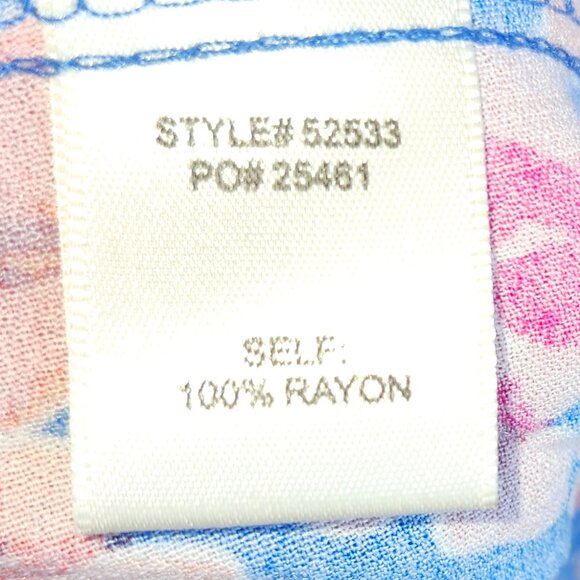 STYLE# 52533
PO# 25461
SELF:
100% RAYON